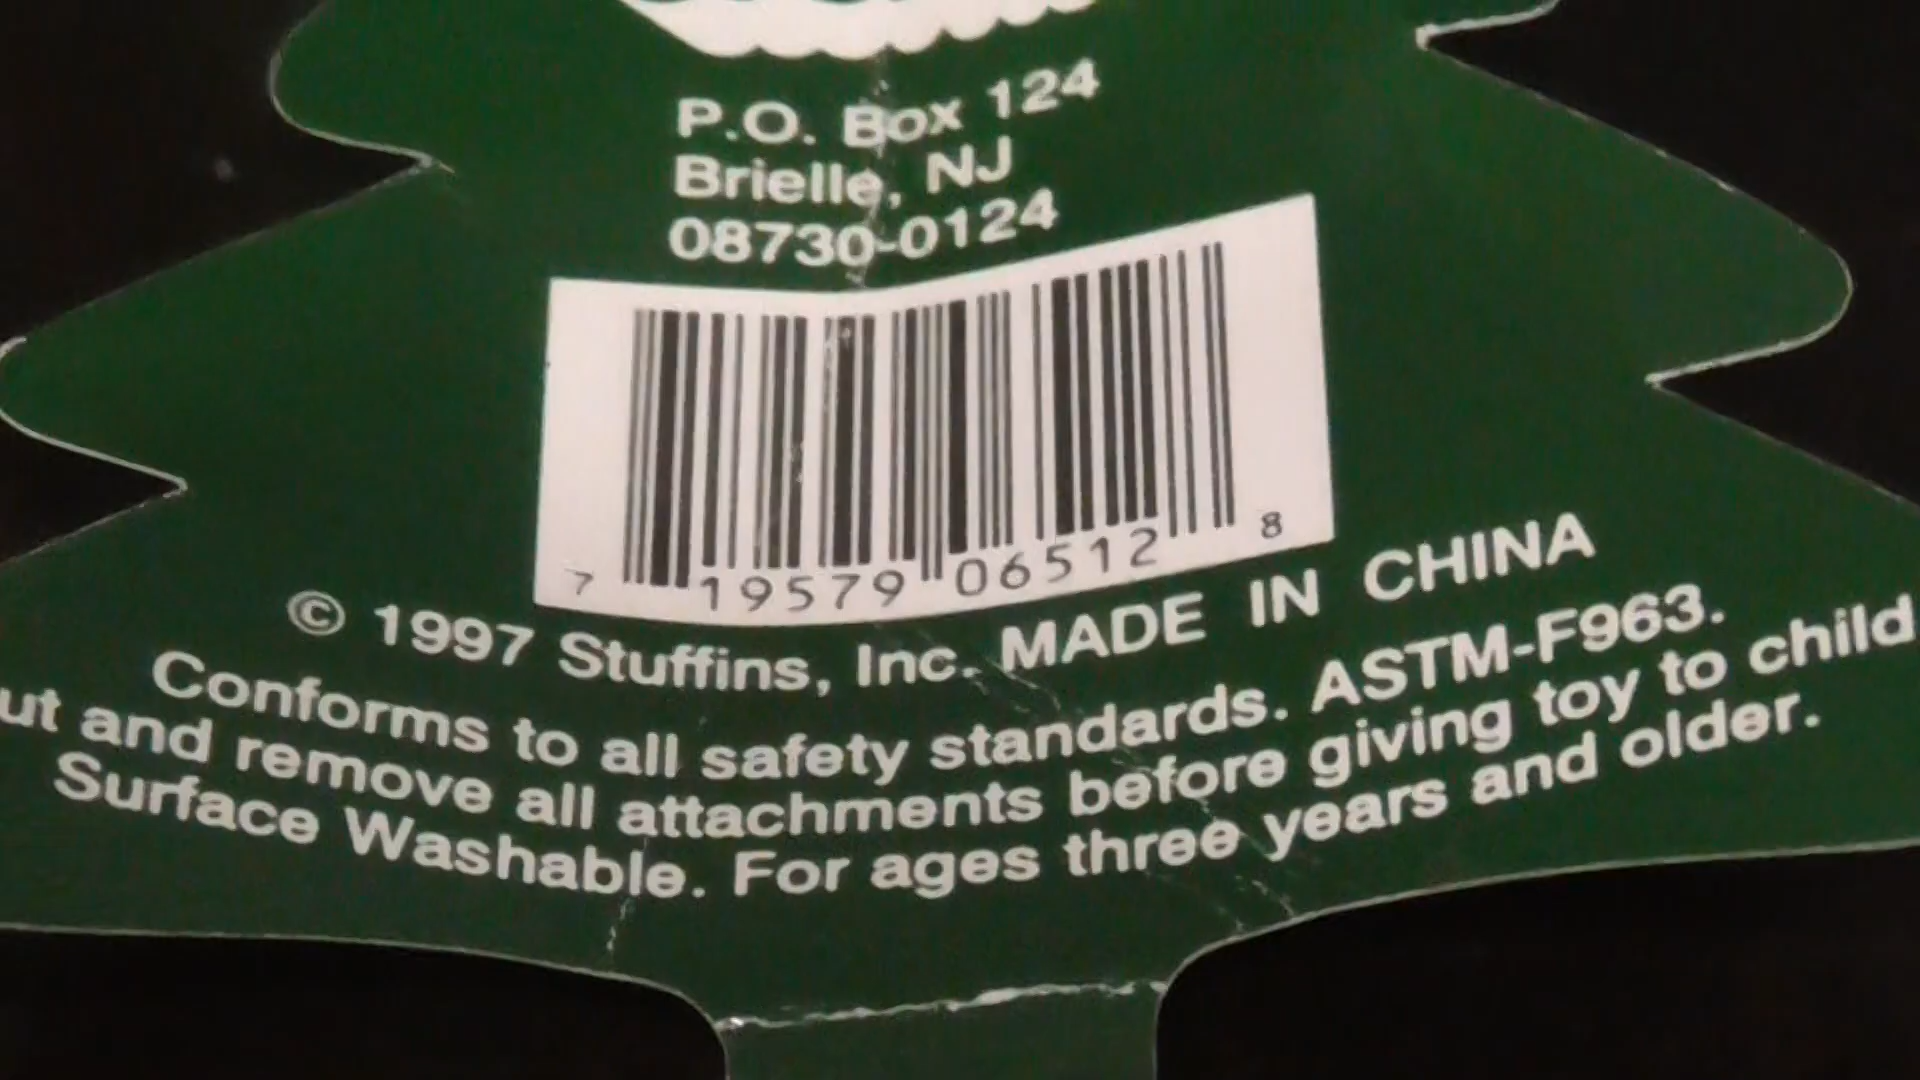 P.O. Box 124
Brielle, NJ
08730-0124
7 19579 06512 8
© 1997 Stuffins, Inc. MADE IN CHINA
Conforms to all safety standards. ASTM-F963.
ut and remove all attachments before giving toy to child
Surface Washable. For ages three years and older.